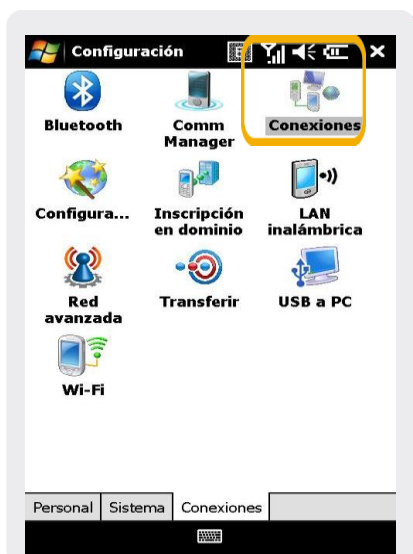 Configuración
Bluetooth
Comm
Manager
Conexiones
Configura...
Inscripción
en dominio
LAN
inalámbrica
Red
avanzada
Transferir
USB a PC
Wi-Fi
Personal Sistema Conexiones